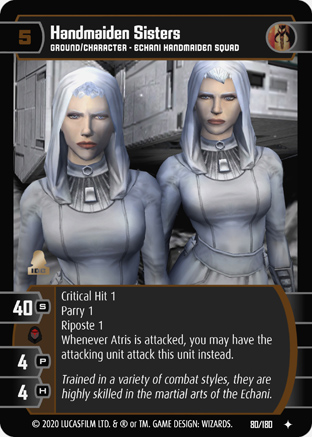 5
Handmaiden Sisters
GROUND/CHARACTER - ECHANI HANDMAIDEN SQUAD
40 S
4 P
4 H
Critical Hit 1
Parry 1
Riposte 1
Whenever Atris is attacked, you may have the
attacking unit attack this unit instead.
Trained in a variety of combat styles, they are
highly skilled in the martial arts of the Echani.
© 2020 LUCASFILM LTD. & ® or TM. GAME DESIGN: WIZARDS.
80/180